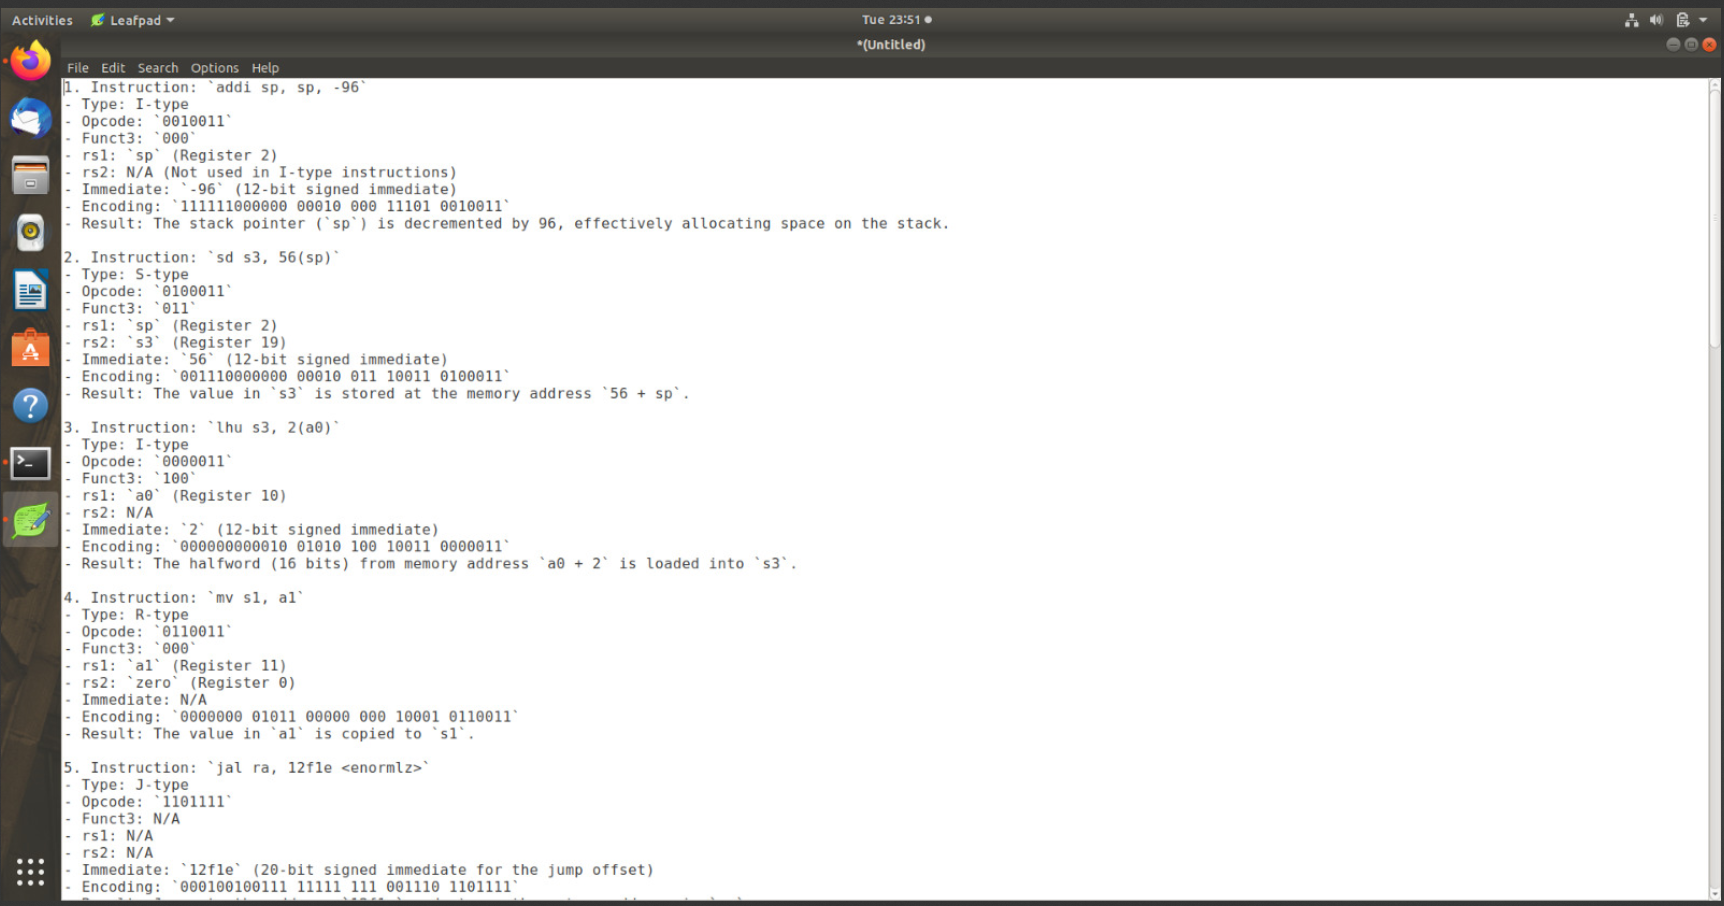 Activities Leafpad Tue 23:51
*(Untitled)
File Edit Search Options Help
1. Instruction: `addi sp, sp, -96`
- Type: I-type
- Opcode: `0010011`
- Funct3: `000`
- rs1: `sp` (Register 2)
- rs2: N/A (Not used in I-type instructions)
- Immediate: `-96` (12-bit signed immediate)
- Encoding: `111111000000 00010 000 11101 0010011`
- Result: The stack pointer (`sp`) is decremented by 96, effectively allocating space on the stack.
2. Instruction: `sd s3, 56(sp)`
- Type: S-type
- Opcode: `0100011`
- Funct3: `011`
- rs1: `sp` (Register 2)
- rs2: `s3` (Register 19)
- Immediate: `56` (12-bit signed immediate)
- Encoding: `001110000000 00010 011 10011 0100011`
- Result: The value in `s3` is stored at the memory address `56 + sp`.
3. Instruction: `lhu s3, 2(a0)`
- Type: I-type
- Opcode: `0000011`
- Funct3: `100`
- rs1: `a0` (Register 10)
- rs2: N/A
- Immediate: `2` (12-bit signed immediate)
- Encoding: `000000000010 01010 100 10011 0000011`
- Result: The halfword (16 bits) from memory address `a0 + 2` is loaded into `s3`.
4. Instruction: `mv s1, a1`
- Type: R-type
- Opcode: `0110011`
- Funct3: `000`
- rs1: `a1` (Register 11)
- rs2: `zero` (Register 0)
- Immediate: N/A
- Encoding: `0000000 01011 00000 000 10001 0110011`
- Result: The value in `a1` is copied to `s1`.
5. Instruction: `jal ra, 12f1e <enormlz>`
- Type: J-type
- Opcode: `1101111`
- Funct3: N/A
- rs1: N/A
- rs2: N/A
- Immediate: `12f1e` (20-bit signed immediate for the jump offset)
- Encoding: `000100100111 11111 111 001110 1101111`